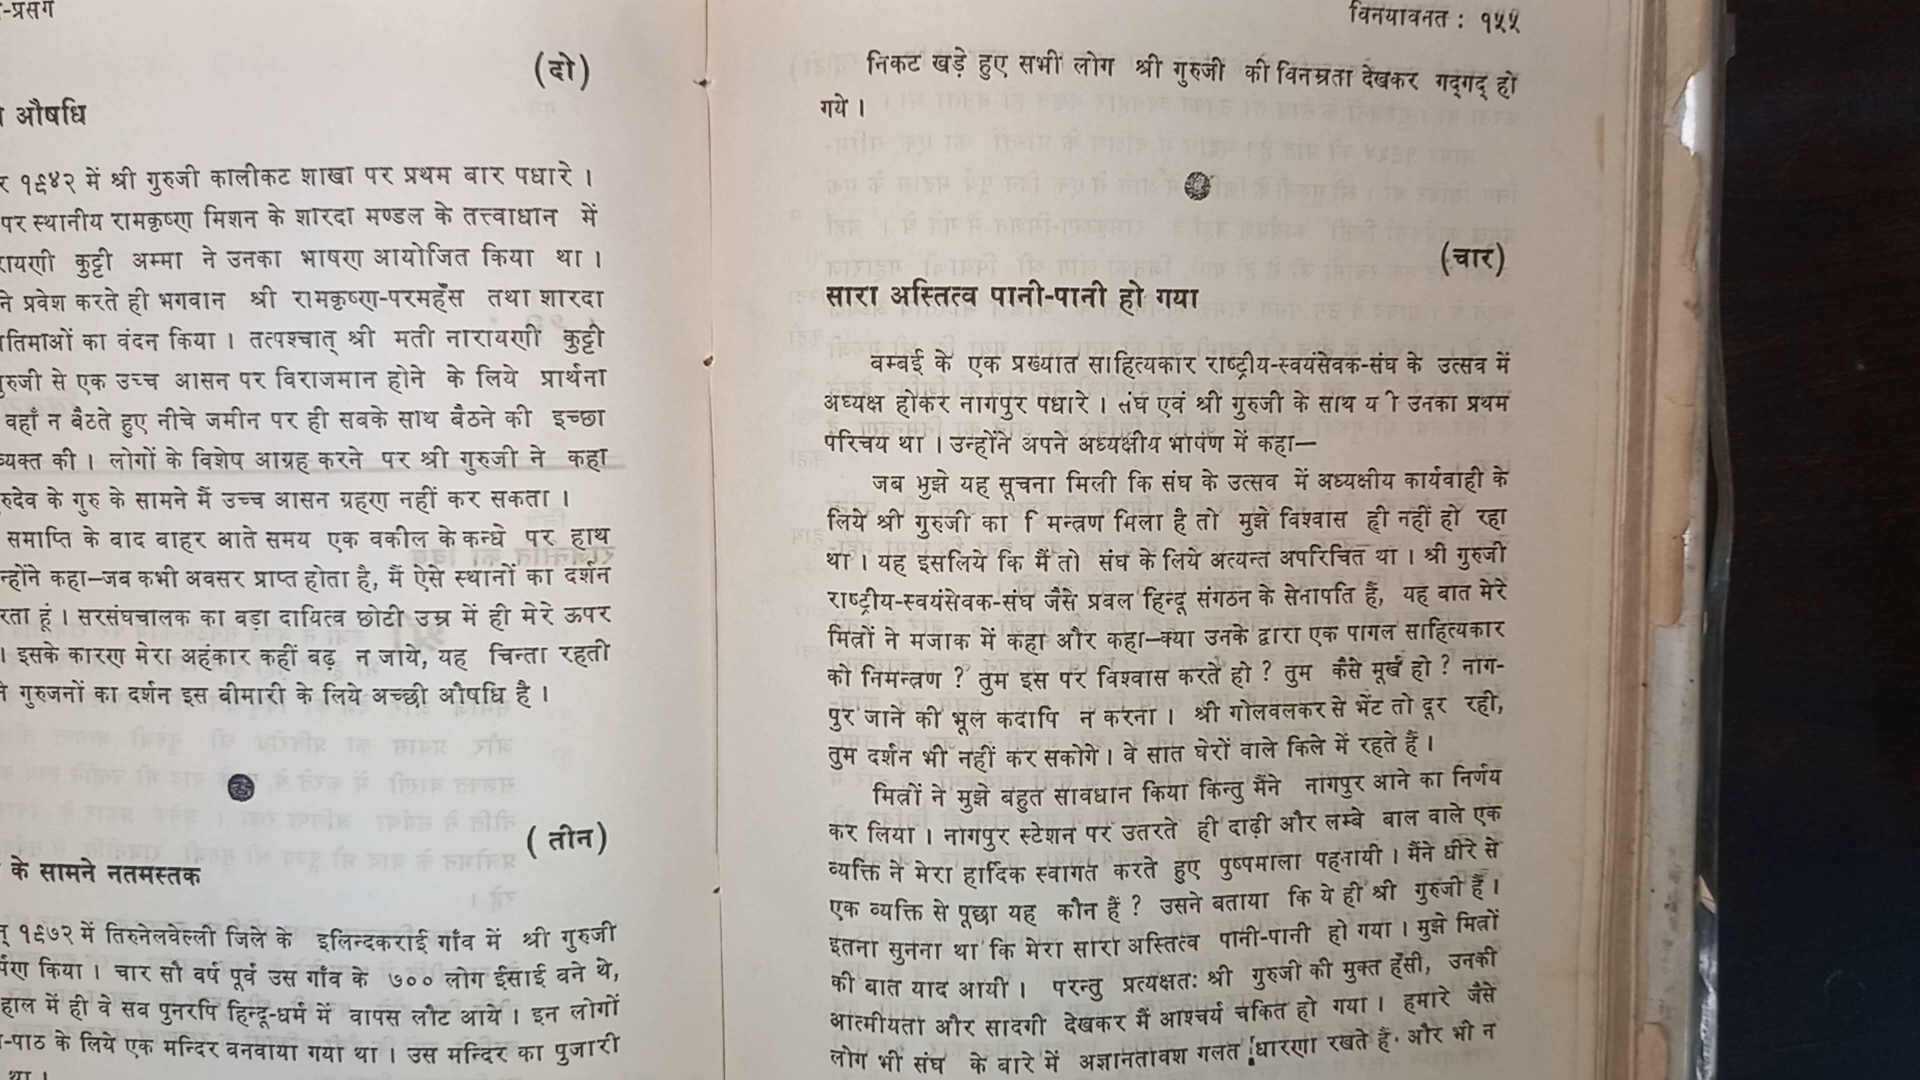 -प्रसंग
(दो)
औषधि
१९४२ में श्री गुरुजी कालीकट शाखा पर प्रथम बार पधारे ।
पर स्थानीय रामकृष्ण मिशन के शारदा मण्डल के तत्त्वाधान में
रायणी कुट्टी अम्मा ने उनका भाषण आयोजित किया था ।
ने प्रवेश करते ही भगवान श्री रामकृष्ण-परमहँस तथा शारदा
तिमाओं का वंदन किया । तत्पश्चात् श्री मती नारायणी कुट्टी
रुजी से एक उच्च आसन पर विराजमान होने के लिये प्रार्थना
वहाँ न बैठते हुए नीचे जमीन पर ही सबके साथ बैठने की इच्छा
व्यक्त की । लोगों के विशेष आग्रह करने पर श्री गुरुजी ने कहा
रुदेव के गुरु के सामने मैं उच्च आसन ग्रहण नहीं कर सकता ।
समाप्ति के बाद वाहर आते समय एक वकील के कन्धे पर हाथ
न्होंने कहा—जब कभी अवसर प्राप्त होता है, मैं ऐसे स्थानों का दर्शन
रता हूं । सरसंघचालक का बड़ा दायित्व छोटी उम्र में ही मेरे ऊपर
। इसके कारण मेरा अहंकार कहीं बढ़ न जाये, यह चिन्ता रहती
गुरुजनों का दर्शन इस बीमारी के लिये अच्छी औषधि है ।
( तीन)
के सामने नतमस्तक
१९७२ में तिरुनेलवेल्ली जिले के इलिन्दकराई गाँव में श्री गुरुजी
र्पण किया । चार सौ वर्ष पूर्व उस गाँव के ७०० लोग ईसाई बने थे,
हाल में ही वे सब पुनरपि हिन्दू-धर्म में वापस लौट आये । इन लोगों
-पाठ के लिये एक मन्दिर बनवाया गया था । उस मन्दिर का पुजारी
था ।
विनयावनत : १५५
निकट खड़े हुए सभी लोग श्री गुरुजी की विनम्रता देखकर गद्‌गद् हो
गये ।
(चार)
सारा अस्तित्व पानी-पानी हो गया
बम्बई के एक प्रख्यात साहित्यकार राष्ट्रीय-स्वयंसेवक-संघ के उत्सव में
अध्यक्ष होकर नागपुर पधारे । संघ एवं श्री गुरुजी के साथ उनका प्रथम
परिचय था । उन्होंने अपने अध्यक्षीय भाषण में कहा—
जब मुझे यह सूचना मिली कि संघ के उत्सव में अध्यक्षीय कार्यवाही के
लिये श्री गुरुजी का िमन्त्रण मिला है तो मुझे विश्वास ही नहीं हो रहा
था । यह इसलिये कि मैं तो संघ के लिये अत्यन्त अपरिचित था । श्री गुरुजी
राष्ट्रीय-स्वयंसेवक-संघ जैसे प्रबल हिन्दू संगठन के सेनापति हैं, यह बात मेरे
मित्रों ने मजाक में कहा और कहा—क्या उनके द्वारा एक पागल साहित्यकार
को निमन्त्रण ? तुम इस पर विश्वास करते हो ? तुम कैसे मूर्ख हो ? नाग-
पुर जाने की भूल कदापि न करना । श्री गोलवलकर से भेंट तो दूर रही,
तुम दर्शन भी नहीं कर सकोगे । वे सात घेरों वाले किले में रहते हैं ।
मित्रों ने मुझे बहुत सावधान किया किन्तु मैंने नागपुर आने का निर्णय
कर लिया । नागपुर स्टेशन पर उतरते ही दाढ़ी और लम्बे बाल वाले एक
व्यक्ति ने मेरा हार्दिक स्वागत करते हुए पुष्पमाला पहनायी । मैंने धीरे से
एक व्यक्ति से पूछा यह कौन हैं ? उसने बताया कि ये ही श्री गुरुजी हैं ।
इतना सुनना था कि मेरा सारा अस्तित्व पानी-पानी हो गया । मुझे मित्रों
की बात याद आयी । परन्तु प्रत्यक्षतः श्री गुरुजी की मुक्त हँसी, उनकी
आत्मीयता और सादगी देखकर मैं आश्चर्य चकित हो गया । हमारे जैसे
लोग भी संघ के बारे में अज्ञानतावश गलत धारणा रखते हैं. और भी न